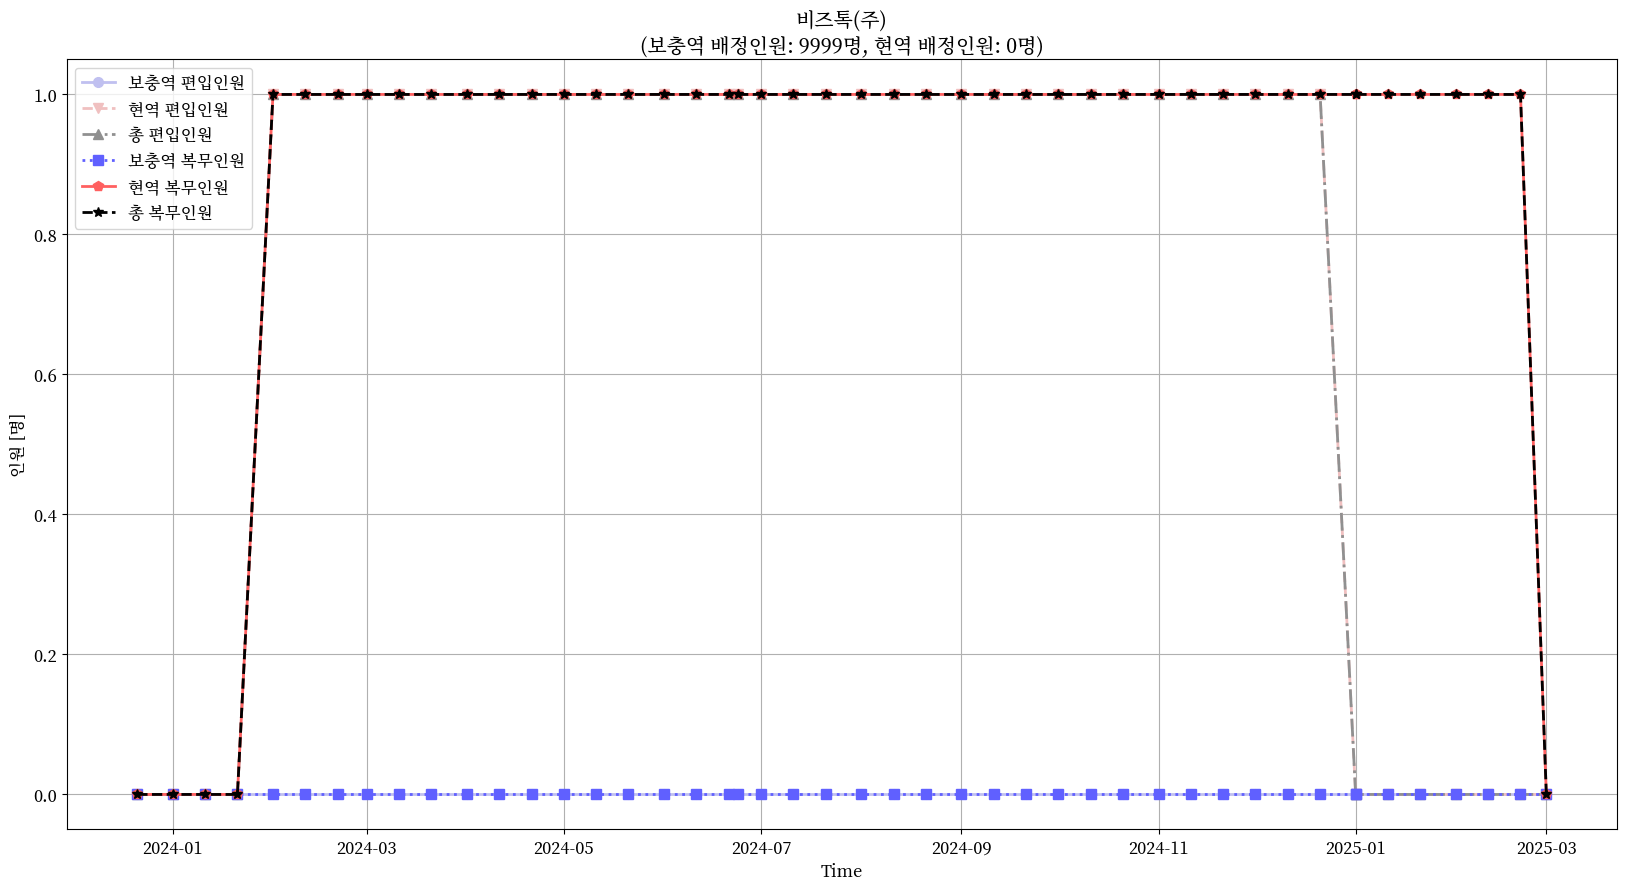 비즈톡(주)
(보충역 배정인원: 9999명, 현역 배정인원: 0명)
보충역 편입인원
현역 편입인원
총 편입인원
보충역 복무인원
현역 복무인원
총 복무인원
1.0
0.8
0.6
0.4
0.2
0.0
인원 [명]
2024-01
2024-03
2024-05
2024-07
2024-09
2024-11
2025-01
2025-03
Time